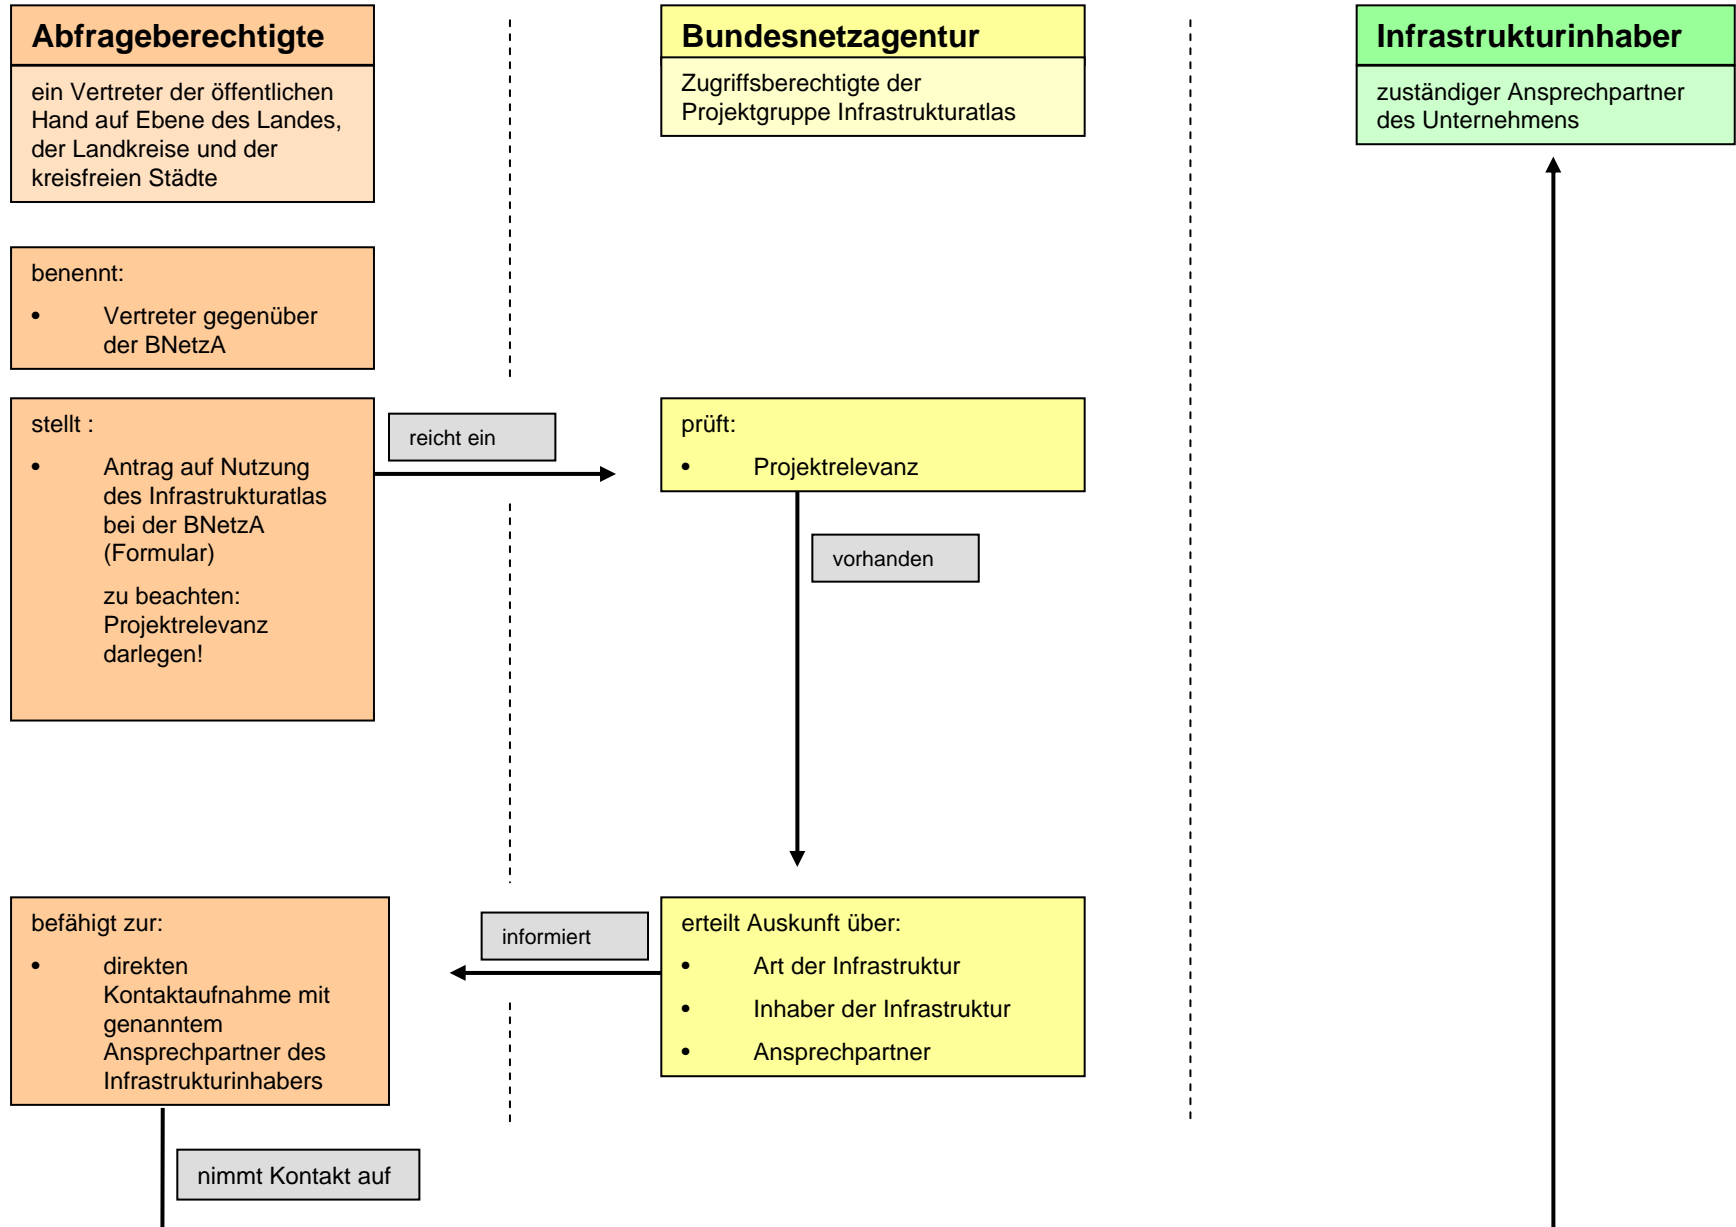 Abfrageberechtigte
ein Vertreter der öffentlichen
Hand auf Ebene des Landes,
der Landkreise und der
kreisfreien Städte
Bundesnetzagentur
Zugriffsberechtigte der
Projektgruppe Infrastrukturatlas
Infrastrukturinhaber
zuständiger Ansprechpartner
des Unternehmens
benennt:
• Vertreter gegenüber
der BNetzA
stellt :
• Antrag auf Nutzung
des Infrastrukturatlas
bei der BNetzA
(Formular)
zu beachten:
Projektrelevanz
darlegen!
reicht ein
prüft:
• Projektrelevanz
vorhanden
befähigt zur:
• direkten
Kontaktaufnahme mit
genanntem
Ansprechpartner des
Infrastrukturinhabers
informiert
erteilt Auskunft über:
• Art der Infrastruktur
• Inhaber der Infrastruktur
• Ansprechpartner
nimmt Kontakt auf